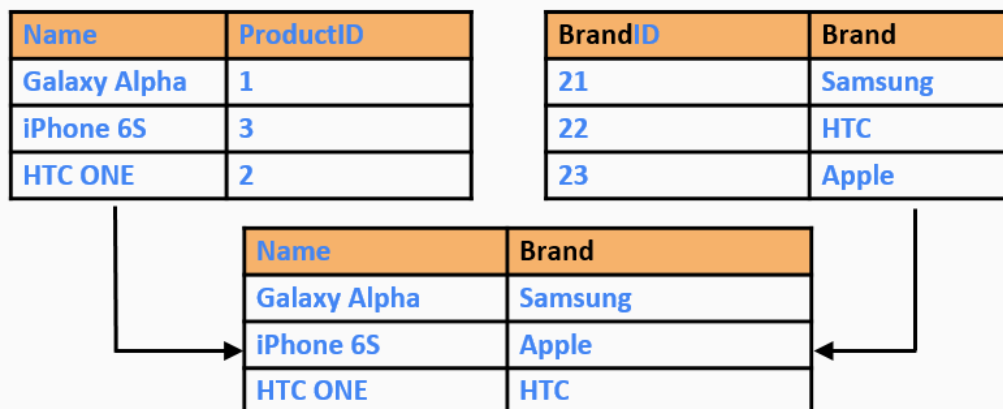 Name ProductID
Galaxy Alpha 1
iPhone 6S 3
HTC ONE 2
BrandID Brand
21 Samsung
22 HTC
23 Apple
Name Brand
Galaxy Alpha Samsung
iPhone 6S Apple
HTC ONE HTC